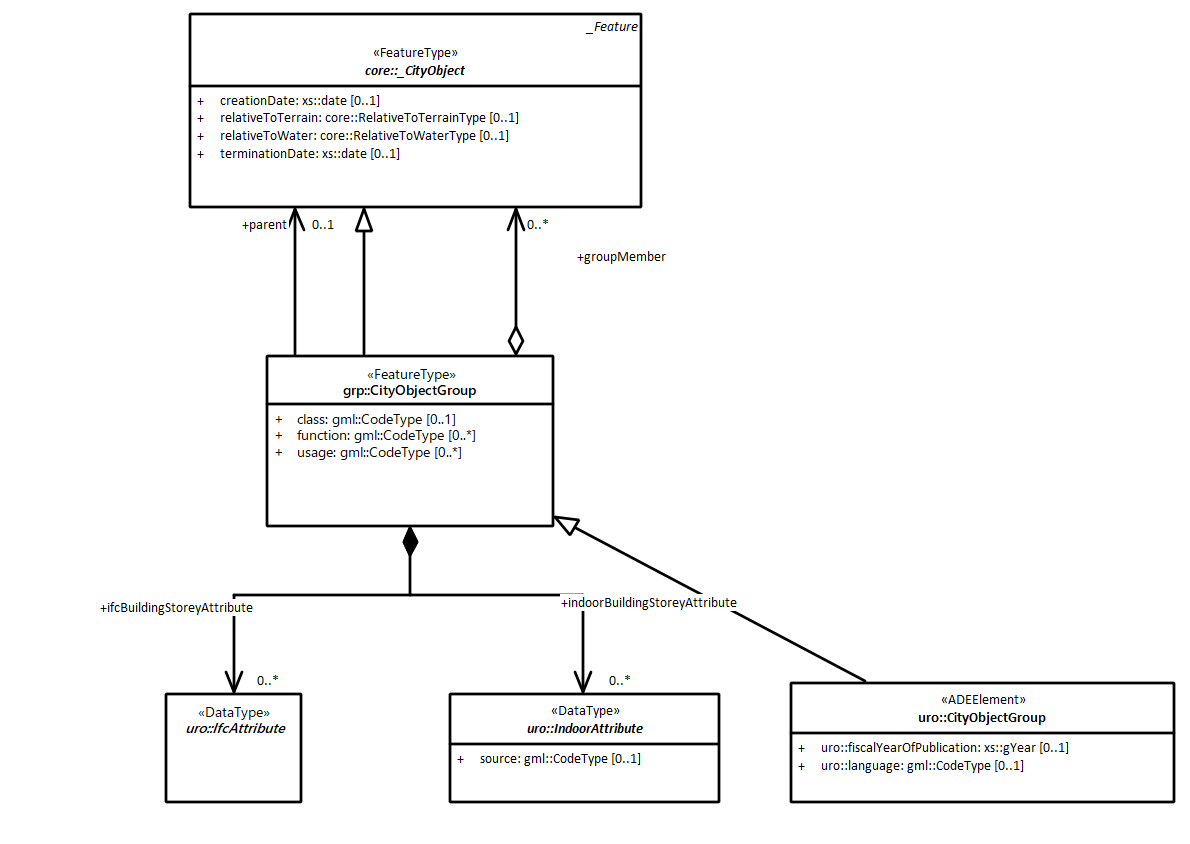 _Feature
«FeatureType»
core::_CityObject
+ creationDate: xs::date [0..1]
+ relativeToTerrain: core::RelativeToTerrainType [0..1]
+ relativeToWater: core::RelativeToWaterType [0..1]
+ terminationDate: xs::date [0..1]
+parent 0..1
0..*
+groupMember
«FeatureType»
grp::CityObjectGroup
+ class: gml::CodeType [0..1]
+ function: gml::CodeType [0..*]
+ usage: gml::CodeType [0..*]
+ifcBuildingStoreyAttribute
+indoorBuildingStoreyAttribute
0..*
0..*
«DataType»
uro::IfcAttribute
«DataType»
uro::IndoorAttribute
+ source: gml::CodeType [0..1]
«ADEElement»
uro::CityObjectGroup
+ uro::fiscalYearOfPublication: xs::gYear [0..1]
+ uro::language: gml::CodeType [0..1]